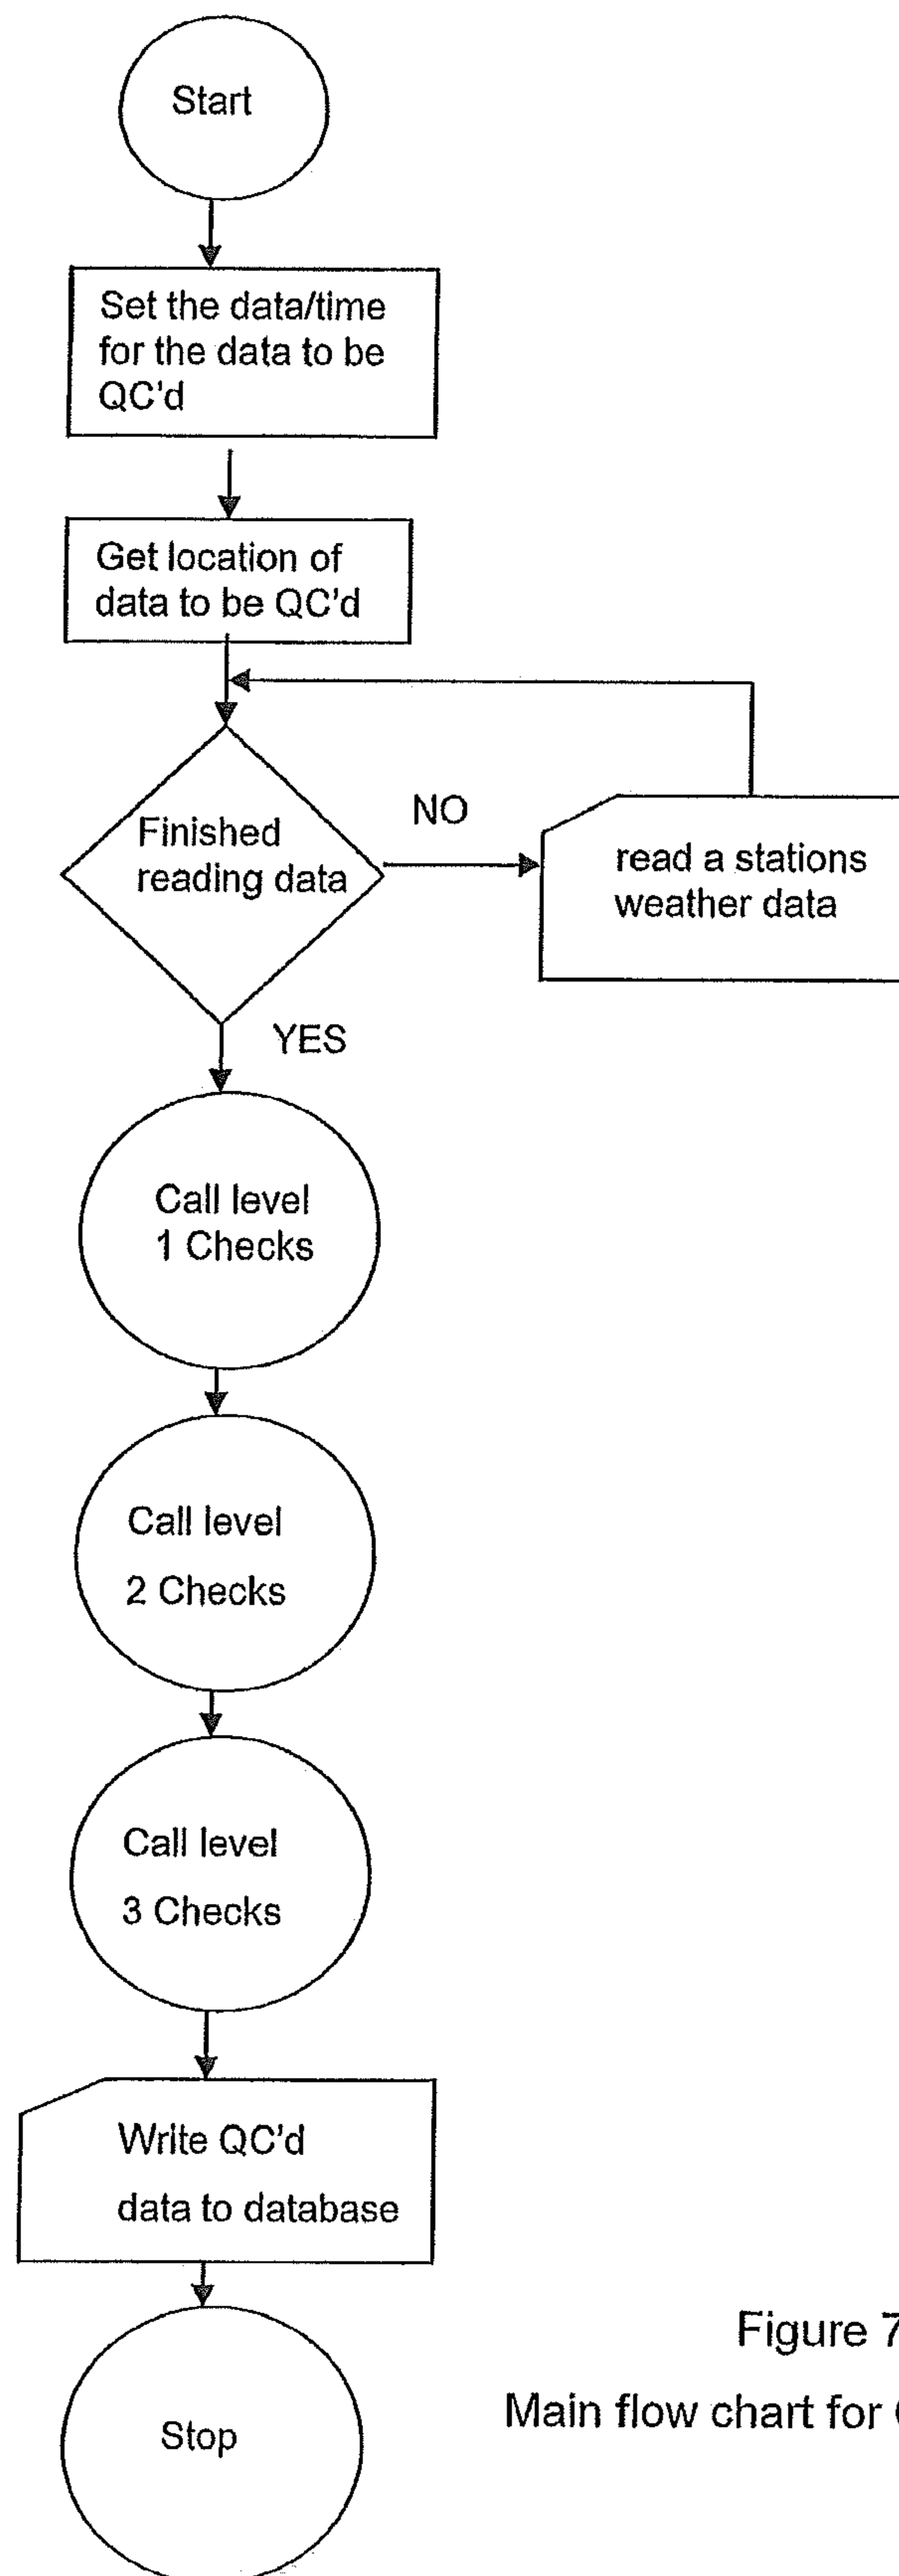 Start
Set the data/time
for the data to be
QC'd
Get location of
data to be QC'd
Finished
reading data
NO
read a stations
weather data
YES
Call level
1 Checks
Call level
2 Checks
Call level
3 Checks
Write QC'd
data to database
Stop
Figure 7
Main flow chart for